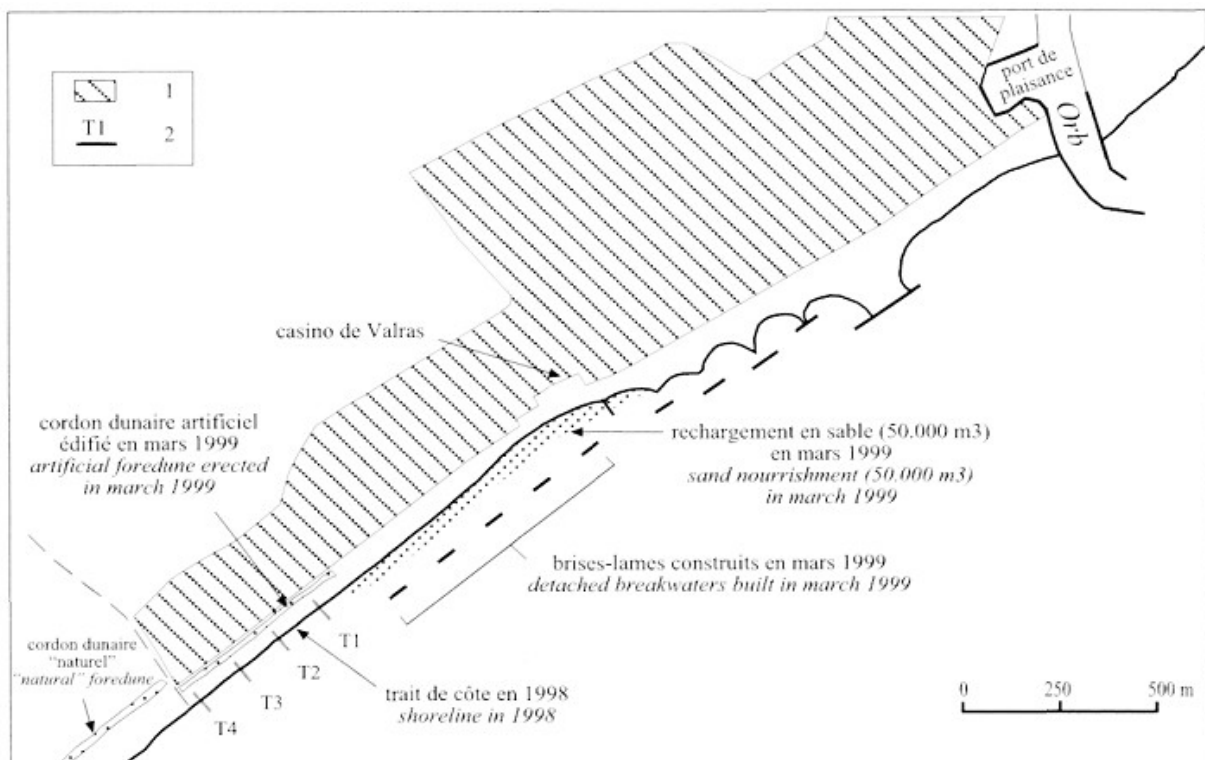 1
T1 2
port de
plaisance
Orb
casino de Valras
cordon dunaire artificiel
édifié en mars 1999
artificial foredune erected
in march 1999
rechargement en sable (50.000 m3)
en mars 1999
sand nourrishment (50.000 m3)
in march 1999
brises-lames construits en mars 1999
detached breakwaters built in march 1999
cordon dunaire
"naturel"
"natural" foredune
T1
T2
T3
T4
trait de côte en 1998
shoreline in 1998
0 250 500 m